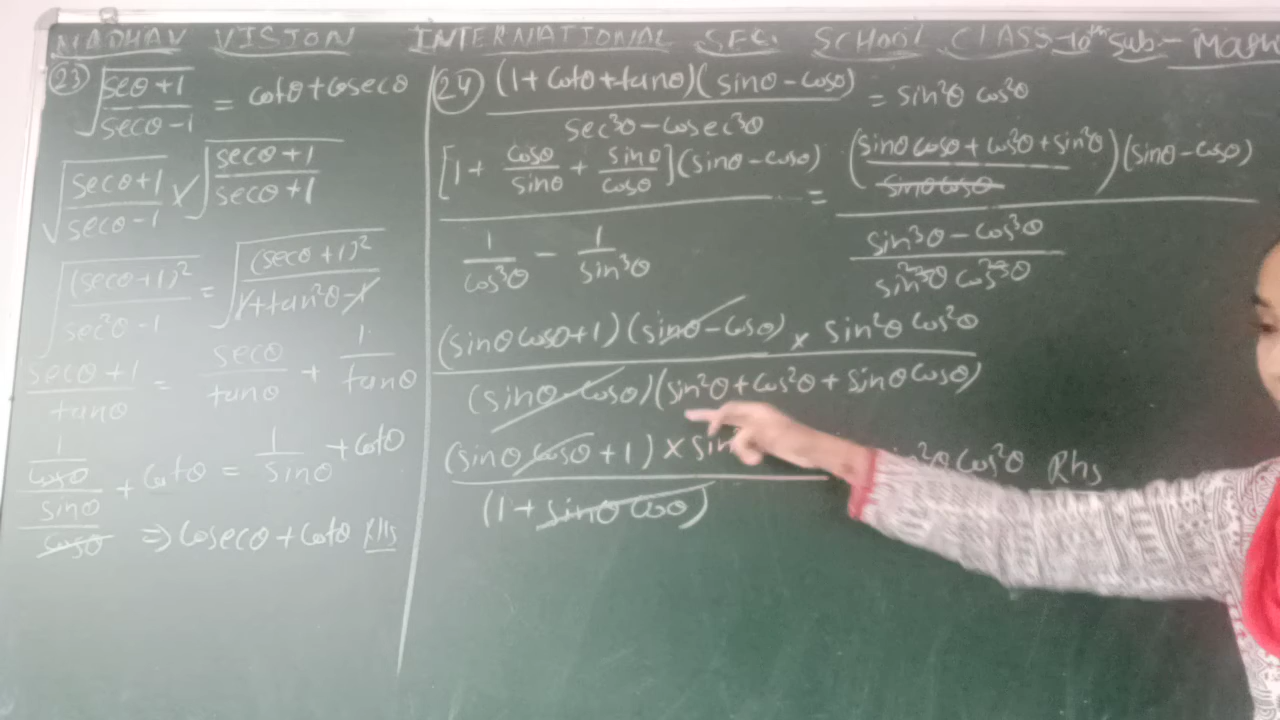 MADHAV VISION INTERNATIONAL SEC. SCHOOL CLASS-10th Sub:- Math
(23) √((secθ+1)/(secθ-1)) = cotθ+cosecθ
√((secθ+1)/(secθ-1)) × √((secθ+1)/(secθ+1))
√((secθ+1)²/(sec²θ-1)) = √((secθ+1)²/(1+tan²θ-1))
(secθ+1)/tanθ = secθ/tanθ + 1/tanθ
(1/cosθ)/(sinθ/cosθ) + cotθ = 1/sinθ + cotθ
⇒ cosecθ + cotθ Rhs
(24) ((1+cotθ+tanθ)(sinθ-cosθ))/(sec³θ-cosec³θ) = sin²θ cos²θ
([1+ cosθ/sinθ + sinθ/cosθ](sinθ-cosθ))/(1/cos³θ - 1/sin³θ) = (((sinθcosθ+cos²θ+sin²θ)/(sinθcosθ))(sinθ-cosθ))/((sin³θ-cos³θ)/(sin³θ cos³θ))
((sinθcosθ+1)(sinθ-cosθ) × sin²θ cos²θ)/((sinθ-cosθ)(sin²θ+cos²θ+sinθcosθ))
((sinθcosθ+1) × sin)/((1+sinθcosθ)) sin²θ cos²θ Rhs